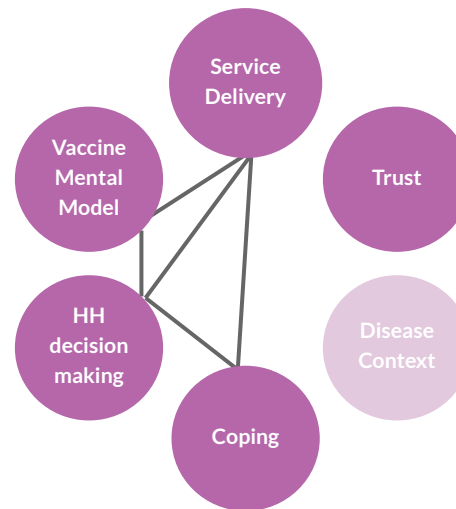 Service
Delivery
Vaccine
Mental
Model
Trust
HH
decision
making
Disease
Context
Coping